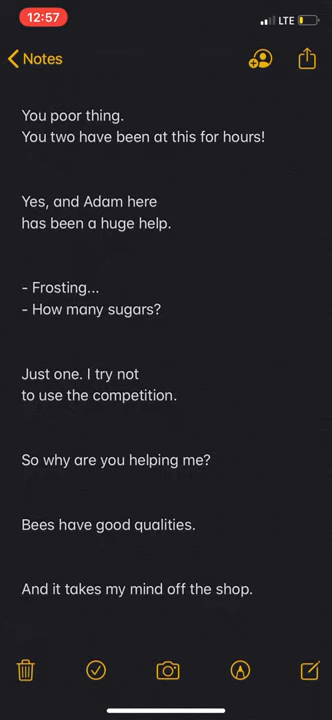 12:57
LTE
Notes
You poor thing.
You two have been at this for hours!
Yes, and Adam here
has been a huge help.
- Frosting...
- How many sugars?
Just one. I try not
to use the competition.
So why are you helping me?
Bees have good qualities.
And it takes my mind off the shop.